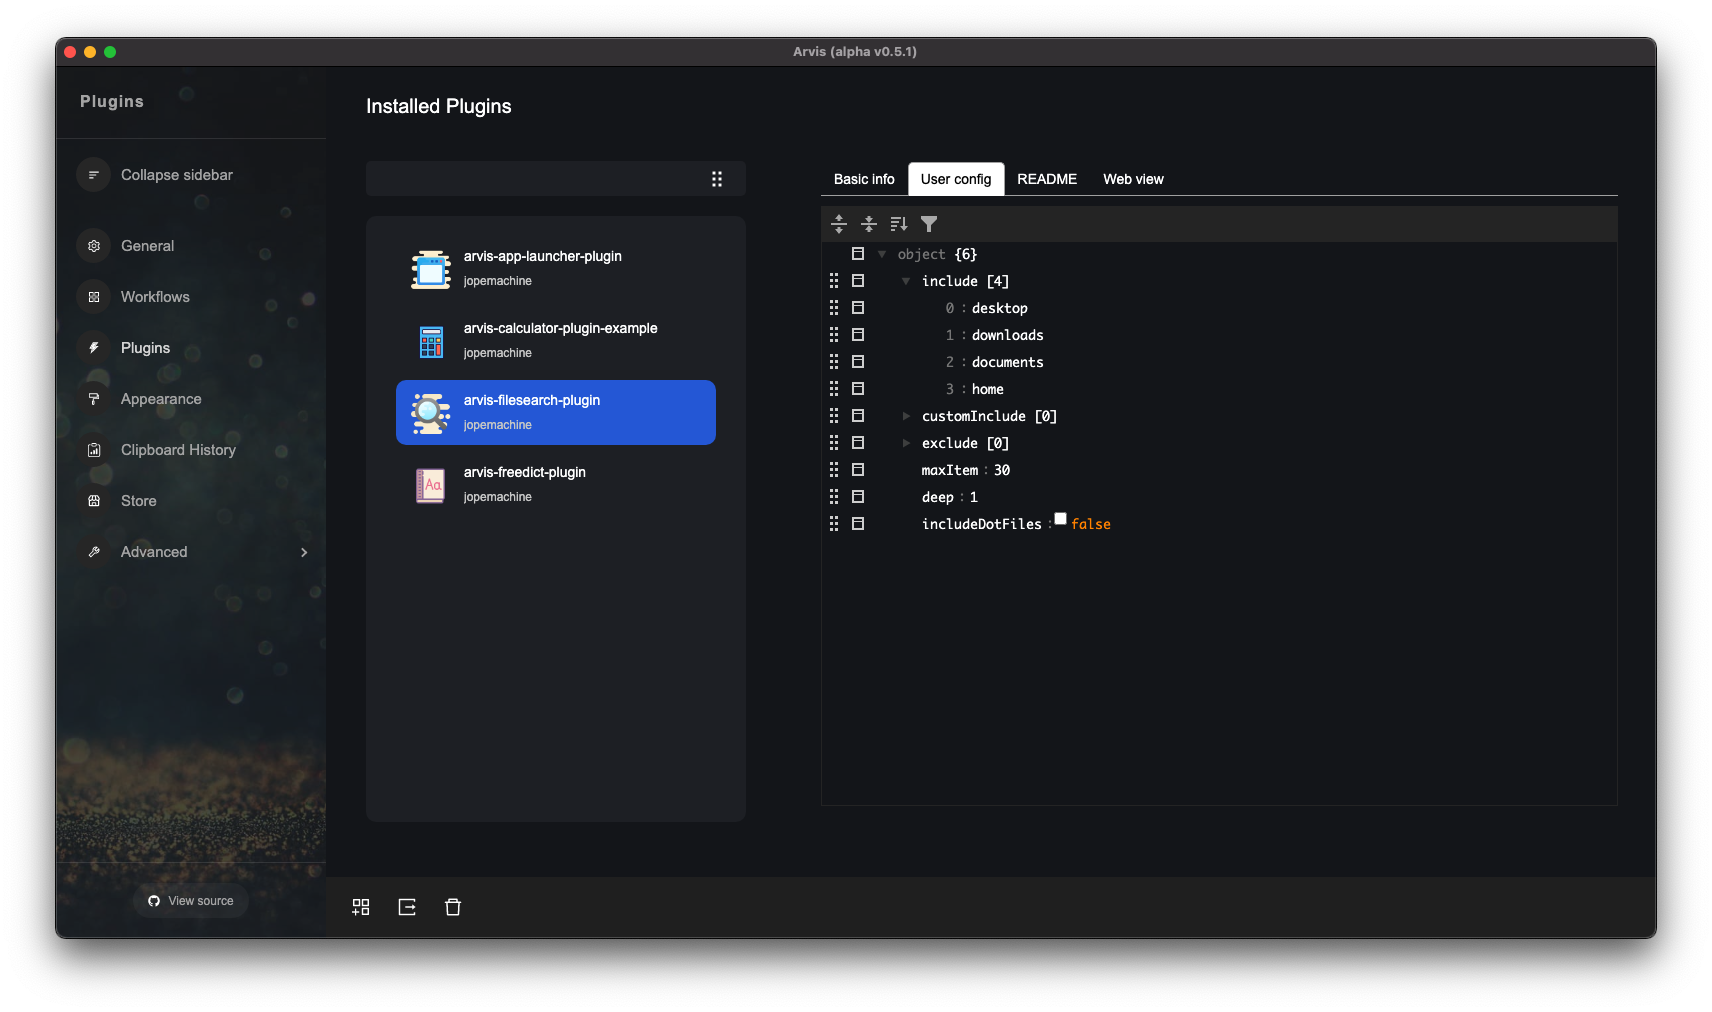 Arvis (alpha v0.5.1)
Plugins
Collapse sidebar
General
Workflows
Plugins
Appearance
Clipboard History
Store
Advanced
View source
Installed Plugins
arvis-app-launcher-plugin
jopemachine
arvis-calculator-plugin-example
jopemachine
arvis-filesearch-plugin
jopemachine
Aa
arvis-freedict-plugin
jopemachine
Basic info User config README Web view
object {6}
include [4]
0 : desktop
1 : downloads
2 : documents
3 : home
customInclude [0]
exclude [0]
maxItem : 30
deep : 1
includeDotFiles : false